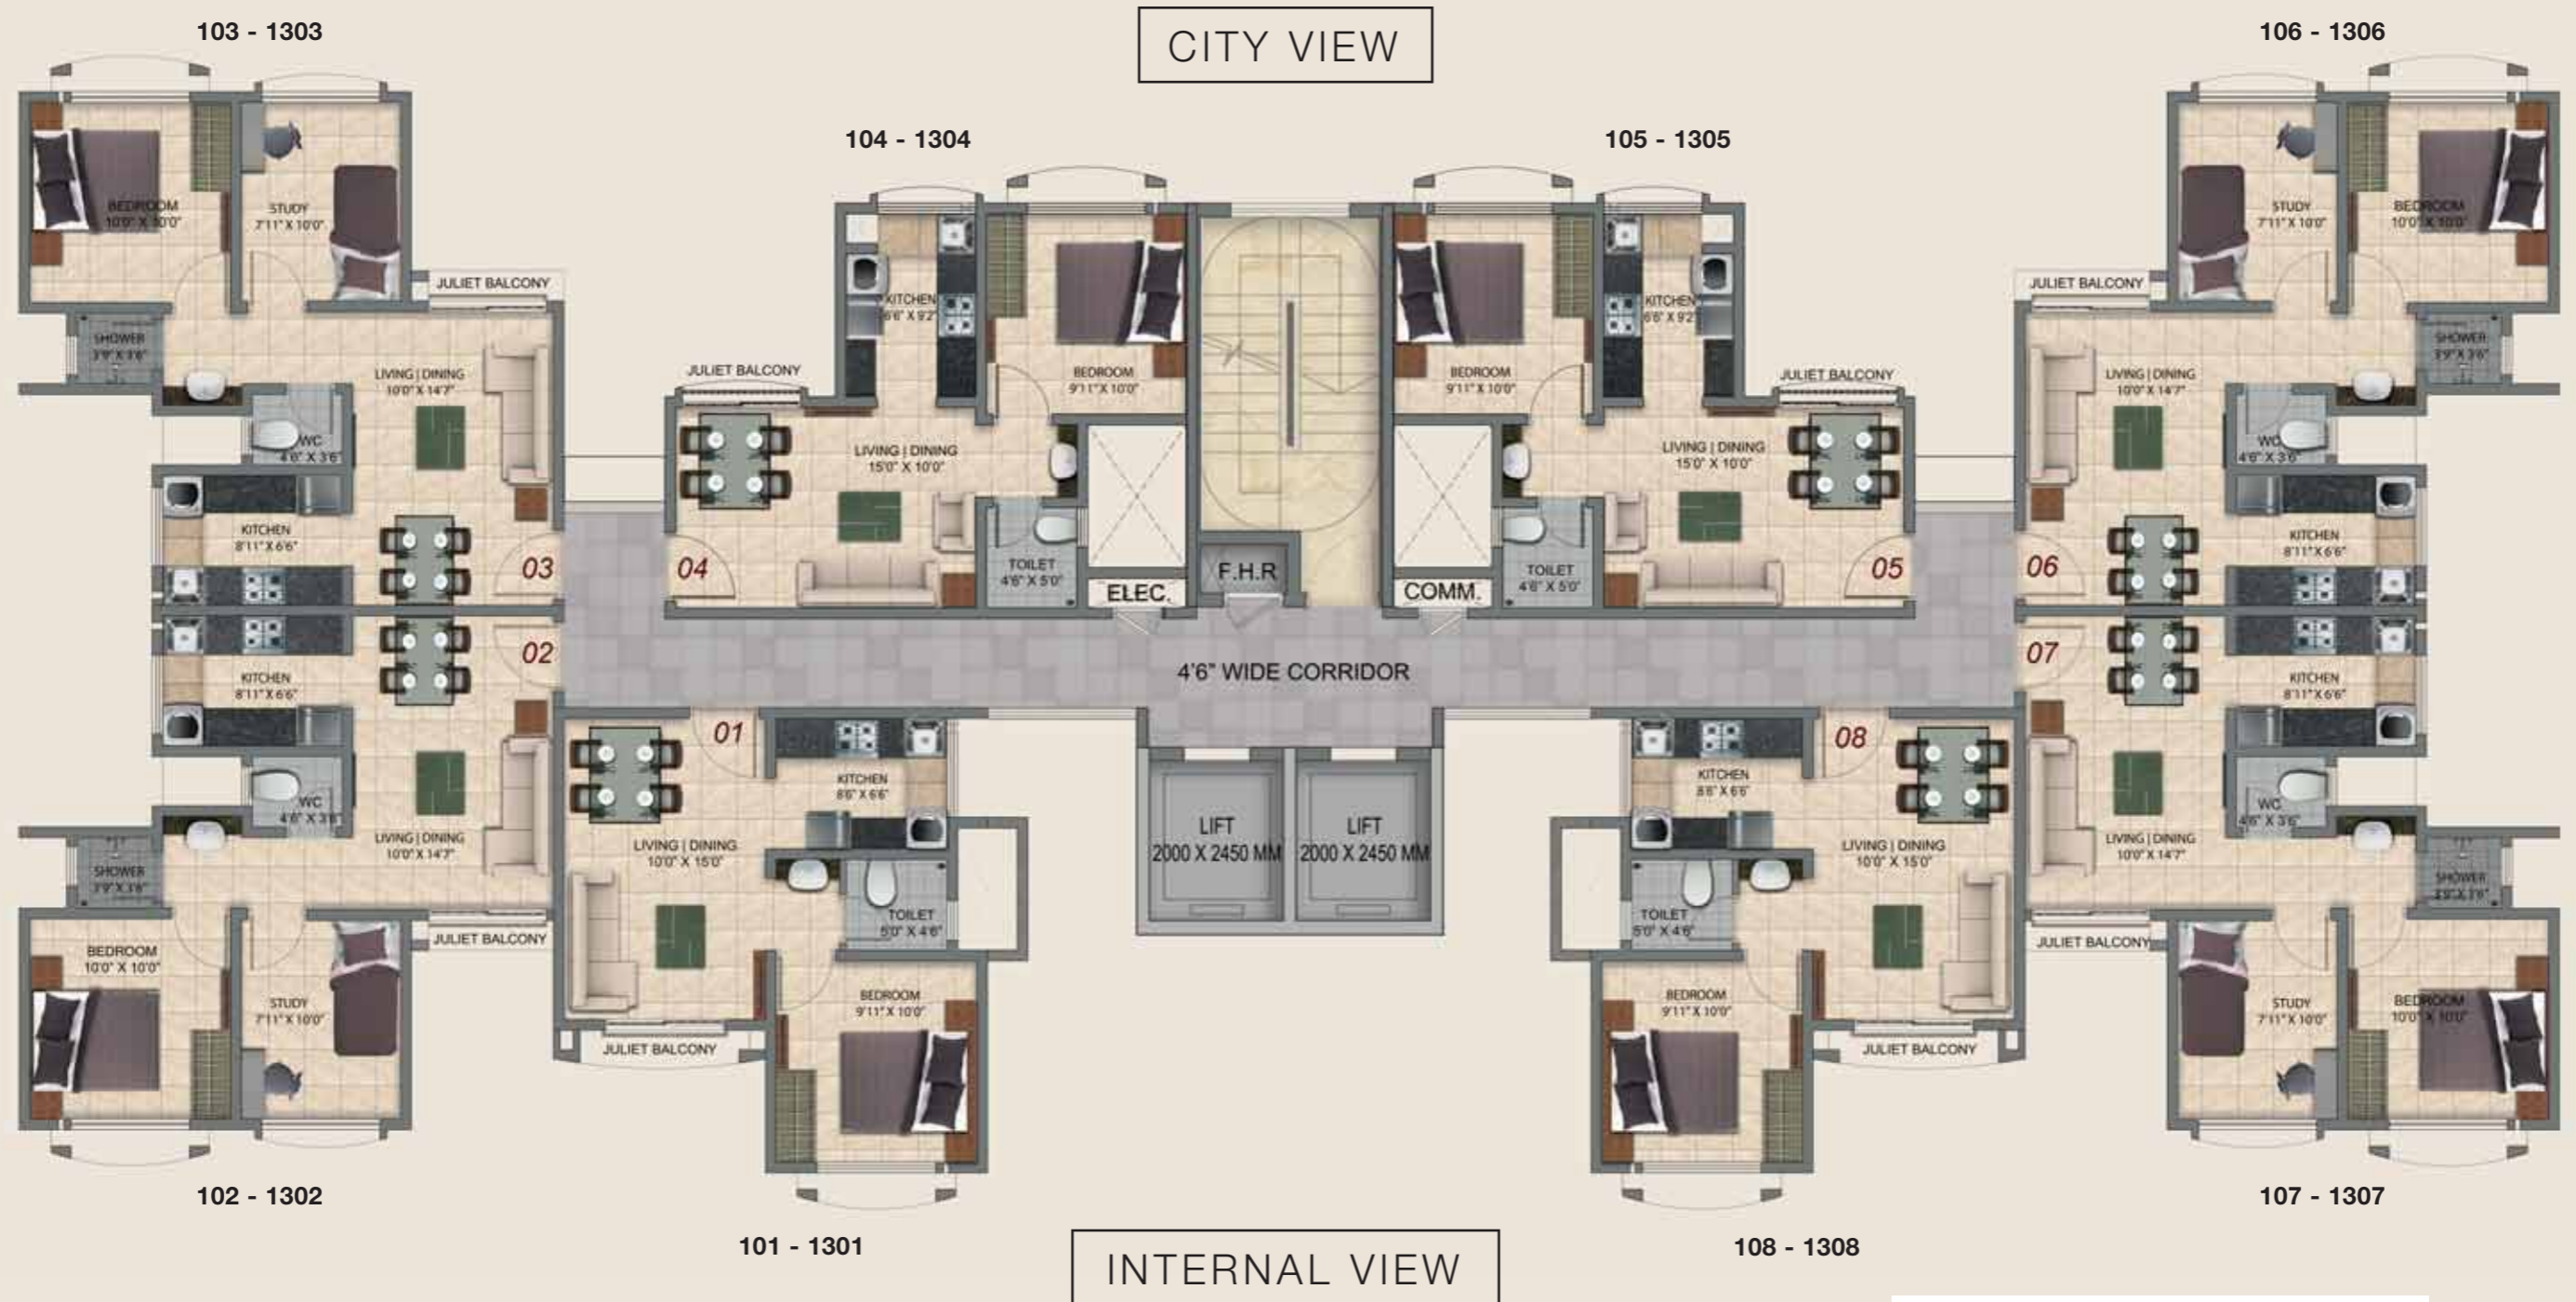 CITY VIEW
103 - 1303
106 - 1306
104 - 1304
105 - 1305
BEDROOM
10'0" X 10'0"
STUDY
7'11" X 10'0"
JULIET BALCONY
SHOWER
3'9" X 3'6"
LIVING | DINING
10'0" X 14'7"
WC
4'6" X 3'6"
KITCHEN
8'11" X 6'6"
03
JULIET BALCONY
KITCHEN
6'6" X 9'2"
BEDROOM
9'11" X 10'0"
LIVING | DINING
15'0" X 10'0"
TOILET
4'6" X 5'0"
04
ELEC.
F.H.R
COMM.
BEDROOM
9'11" X 10'0"
KITCHEN
6'6" X 9'2"
JULIET BALCONY
LIVING | DINING
15'0" X 10'0"
TOILET
4'6" X 5'0"
05
STUDY
7'11" X 10'0"
BEDROOM
10'0" X 10'0"
JULIET BALCONY
SHOWER
3'9" X 3'6"
LIVING | DINING
10'0" X 14'7"
WC
4'6" X 3'6"
KITCHEN
8'11" X 6'6"
06
4'6" WIDE CORRIDOR
02
KITCHEN
8'11" X 6'6"
WC
4'6" X 3'6"
LIVING | DINING
10'0" X 14'7"
SHOWER
3'9" X 3'6"
JULIET BALCONY
BEDROOM
10'0" X 10'0"
STUDY
7'11" X 10'0"
01
KITCHEN
8'6" X 6'6"
LIVING | DINING
10'0" X 15'0"
TOILET
5'0" X 4'6"
BEDROOM
9'11" X 10'0"
JULIET BALCONY
LIFT
2000 X 2450 MM
LIFT
2000 X 2450 MM
08
KITCHEN
8'6" X 6'6"
LIVING | DINING
10'0" X 15'0"
TOILET
5'0" X 4'6"
BEDROOM
9'11" X 10'0"
JULIET BALCONY
07
KITCHEN
8'11" X 6'6"
WC
4'6" X 3'6"
LIVING | DINING
10'0" X 14'7"
SHOWER
3'9" X 3'6"
JULIET BALCONY
STUDY
7'11" X 10'0"
BEDROOM
10'0" X 10'0"
102 - 1302
107 - 1307
101 - 1301
108 - 1308
INTERNAL VIEW